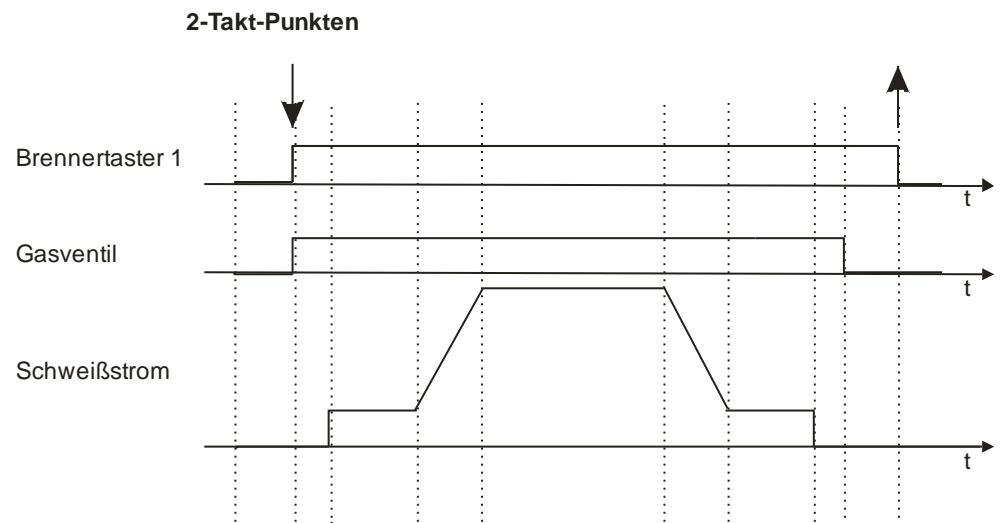 2-Takt-Punkten
Brennertaster 1
t
Gasventil
t
Schweißstrom
t